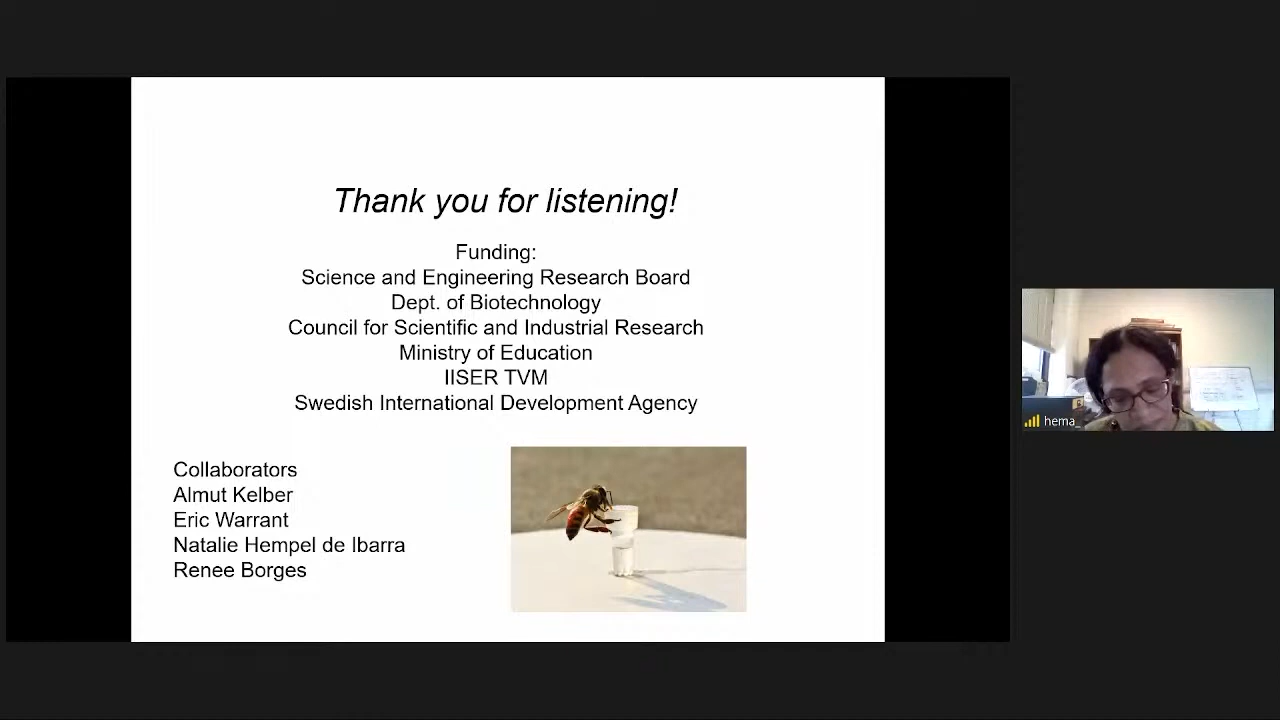 Thank you for listening!
Funding:
Science and Engineering Research Board
Dept. of Biotechnology
Council for Scientific and Industrial Research
Ministry of Education
IISER TVM
Swedish International Development Agency
Collaborators
Almut Kelber
Eric Warrant
Natalie Hempel de Ibarra
Renee Borges
hema_